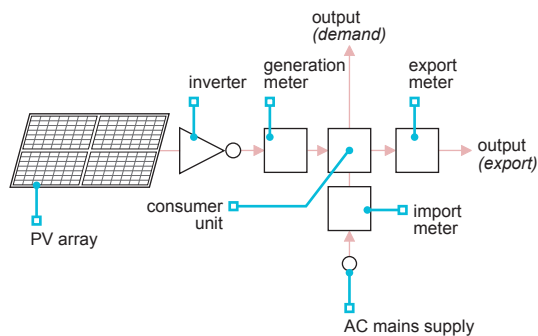 output
(demand)
generation
meter
export
meter
inverter
output
(export)
consumer
unit
import
meter
PV array
AC mains supply